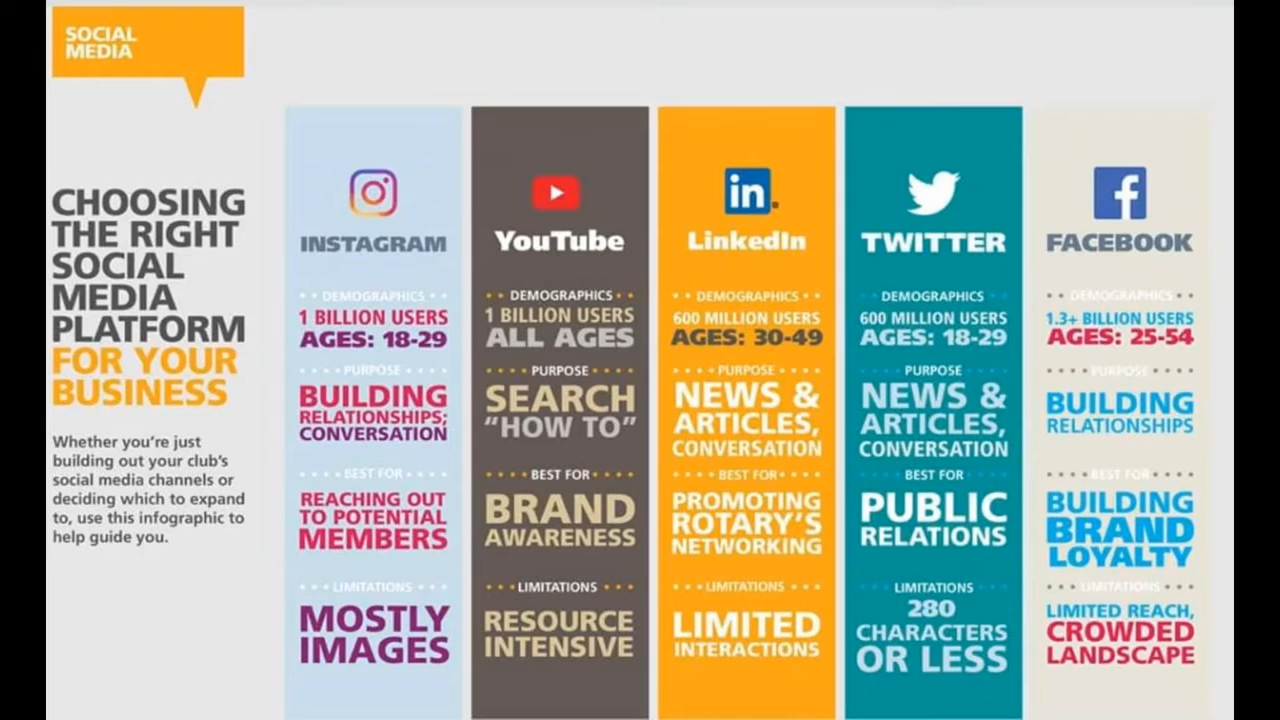 SOCIAL
MEDIA
CHOOSING
THE RIGHT
SOCIAL
MEDIA
PLATFORM
FOR YOUR
BUSINESS
Whether you're just
building out your club's
social media channels or
deciding which to expand
to, use this infographic to
help guide you.
INSTAGRAM
DEMOGRAPHICS
1 BILLION USERS
AGES: 18-29
PURPOSE
BUILDING
RELATIONSHIPS;
CONVERSATION
BEST FOR
REACHING OUT
TO POTENTIAL
MEMBERS
LIMITATIONS
MOSTLY
IMAGES
YouTube
DEMOGRAPHICS
1 BILLION USERS
ALL AGES
PURPOSE
SEARCH
"HOW TO"
BEST FOR
BRAND
AWARENESS
LIMITATIONS
RESOURCE
INTENSIVE
in
LinkedIn
DEMOGRAPHICS
600 MILLION USERS
AGES: 30-49
PURPOSE
NEWS &
ARTICLES,
CONVERSATION
BEST FOR
PROMOTING
ROTARY'S
NETWORKING
LIMITATIONS
LIMITED
INTERACTIONS
TWITTER
DEMOGRAPHICS
600 MILLION USERS
AGES: 18-29
PURPOSE
NEWS &
ARTICLES,
CONVERSATION
BEST FOR
PUBLIC
RELATIONS
LIMITATIONS
280
CHARACTERS
OR LESS
f
FACEBOOK
DEMOGRAPHICS
1.3+ BILLION USERS
AGES: 25-54
PURPOSE
BUILDING
RELATIONSHIPS
BEST FOR
BUILDING
BRAND
LOYALTY
LIMITATIONS
LIMITED REACH,
CROWDED
LANDSCAPE